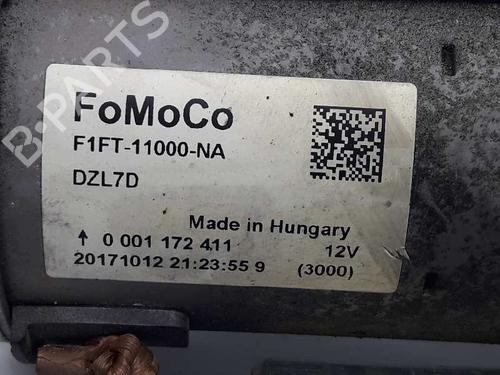 B-PARTS
FoMoCo
F1FT-11000-NA
DZL7D
Made in Hungary
↑ 0 001 172 411 12V
20171012 21:23:55 9 (3000)